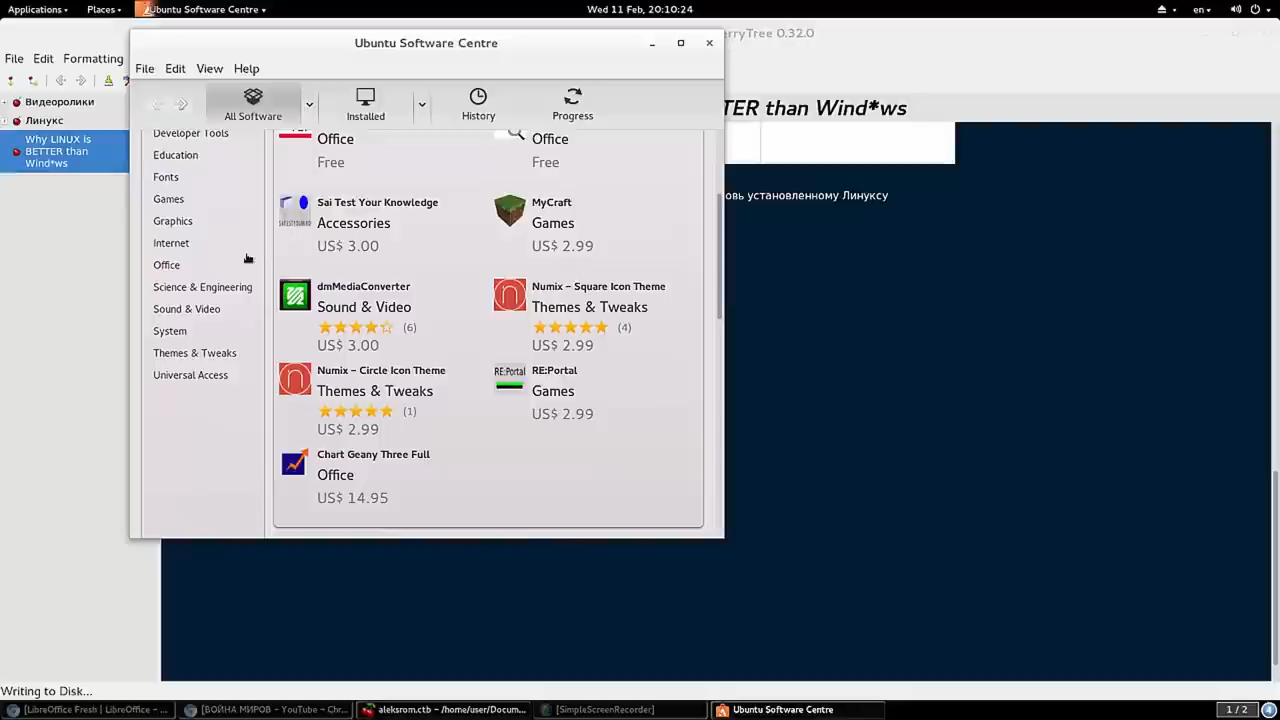 Applications Places Ubuntu Software Centre Wed 11 Feb, 20:10:24 en
erryTree 0.32.0
File Edit Formatting
Ubuntu Software Centre
File Edit View Help
All Software Installed History Progress
Видеоролики
Линукс
Why LINUX is
BETTER than
Wind*ws
TER than Wind*ws
овь установленному Линуксу
Developer Tools
Education
Fonts
Games
Graphics
Internet
Office
Science & Engineering
Sound & Video
System
Themes & Tweaks
Universal Access
Office
Free
Office
Free
Sai Test Your Knowledge
Accessories
US$ 3.00
MyCraft
Games
US$ 2.99
dmMediaConverter
Sound & Video
(6)
US$ 3.00
Numix - Square Icon Theme
Themes & Tweaks
(4)
US$ 2.99
Numix - Circle Icon Theme
Themes & Tweaks
(1)
US$ 2.99
RE:Portal
RE:Portal
Games
US$ 2.99
Chart Geany Three Full
Office
US$ 14.95
Writing to Disk...
[LibreOffice Fresh | LibreOffice - ... [ВОЙНА МИРОВ - YouTube - Chr... aleksrom.ctb - /home/user/Docum... [SimpleScreenRecorder] Ubuntu Software Centre 1 / 2 4